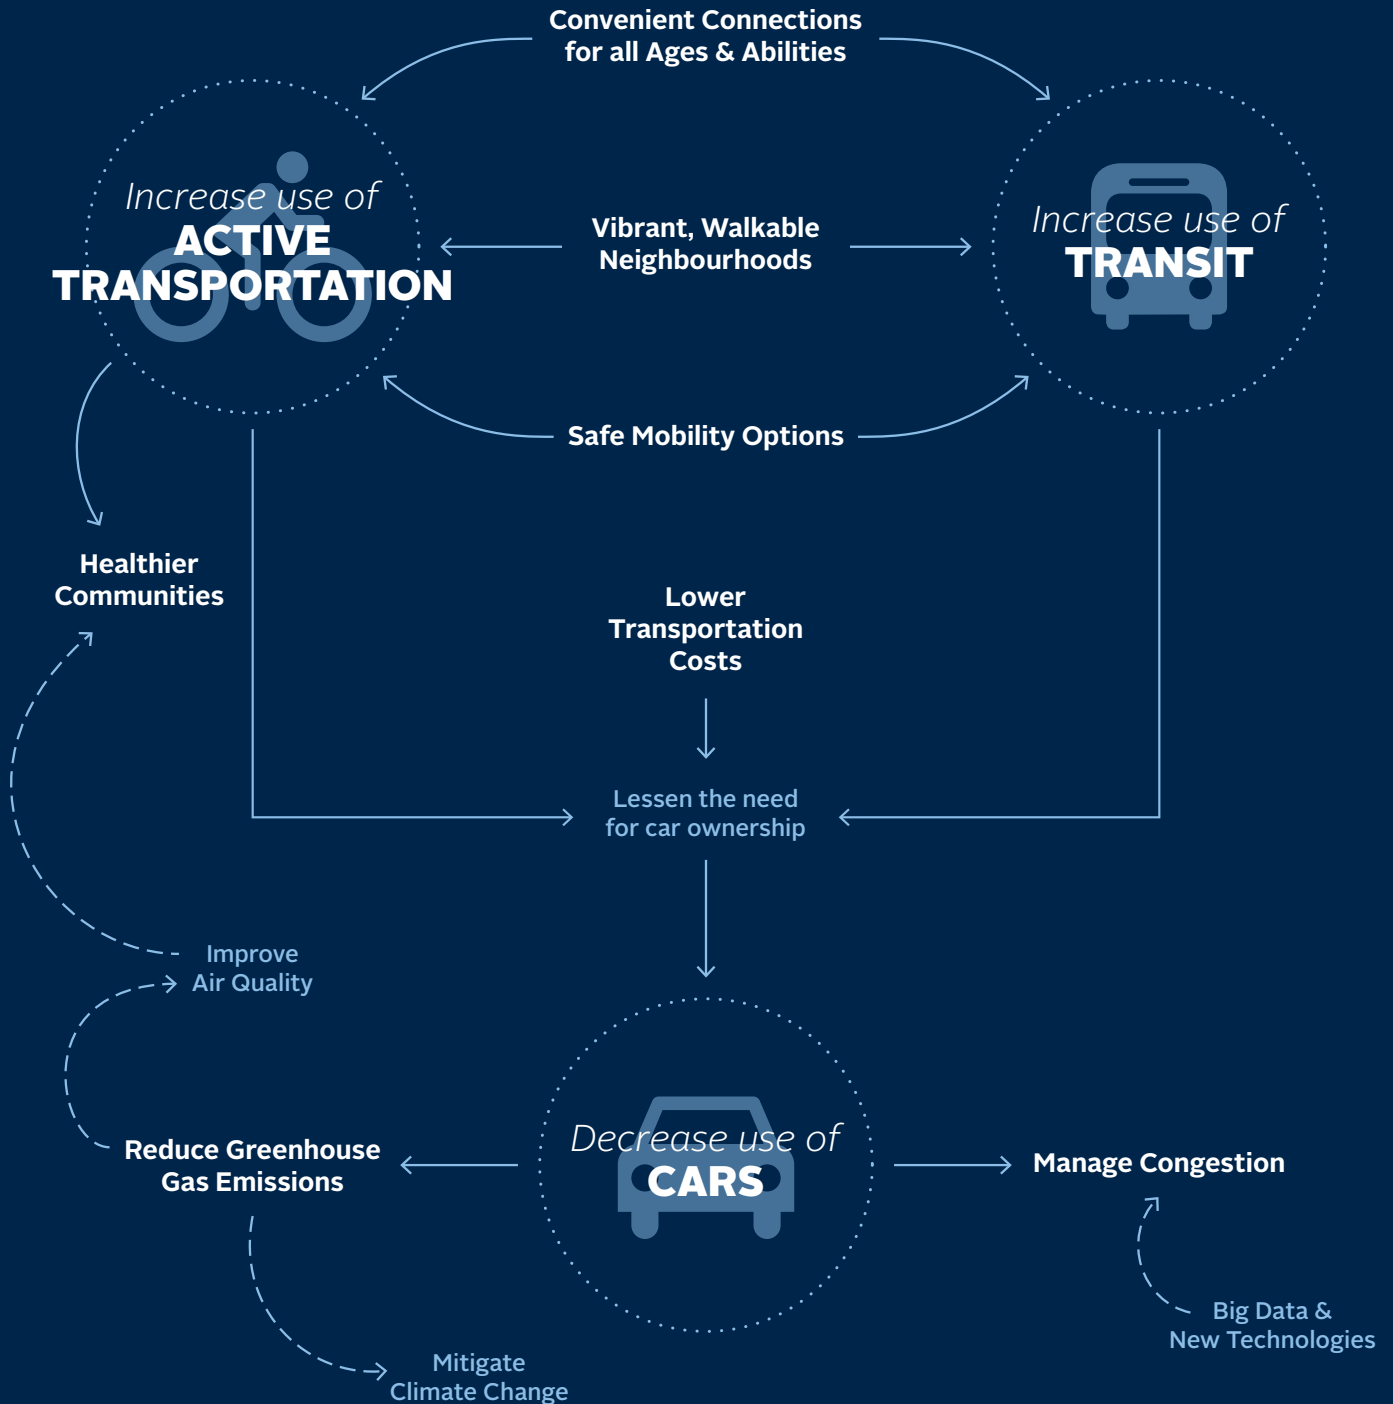 Convenient Connections
for all Ages & Abilities
Increase use of
ACTIVE
TRANSPORTATION
Vibrant, Walkable
Neighbourhoods
Increase use of
TRANSIT
Safe Mobility Options
Healthier
Communities
Lower
Transportation
Costs
Lessen the need
for car ownership
Improve
Air Quality
Decrease use of
CARS
Reduce Greenhouse
Gas Emissions
Manage Congestion
Big Data &
New Technologies
Mitigate
Climate Change